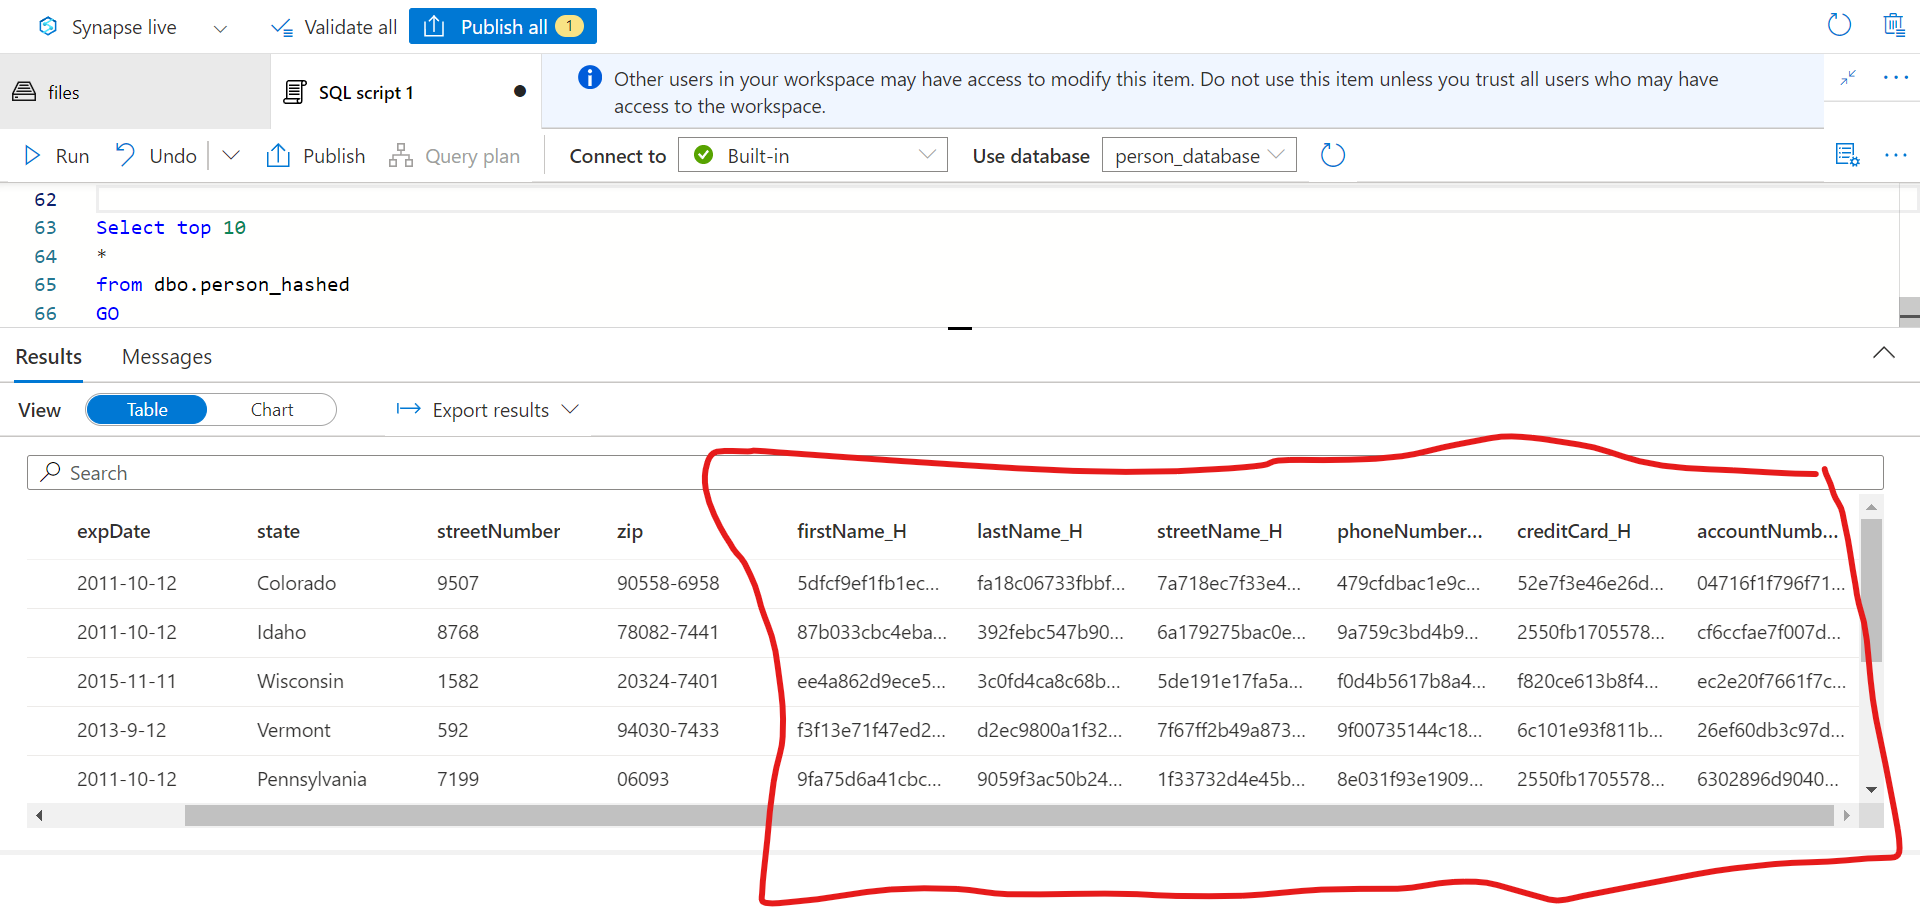 Synapse live Validate all Publish all 1
files SQL script 1 Other users in your workspace may have access to modify this item. Do not use this item unless you trust all users who may have
access to the workspace.
Run Undo Publish Query plan Connect to Built-in Use database person_database
62
63 Select top 10
64 *
65 from dbo.person_hashed
66 GO
Results Messages
View Table Chart Export results
Search
expDate state streetNumber zip firstName_H lastName_H streetName_H phoneNumber... creditCard_H accountNumb...
2011-10-12 Colorado 9507 90558-6958 5dfcf9ef1fb1ec... fa18c06733fbbf... 7a718ec7f33e4... 479cfdbac1e9c... 52e7f3e46e26d... 04716f1f796f71...
2011-10-12 Idaho 8768 78082-7441 87b033cbc4eba... 392febc547b90... 6a179275bac0e... 9a759c3bd4b9... 2550fb1705578... cf6ccfae7f007d...
2015-11-11 Wisconsin 1582 20324-7401 ee4a862d9ece5... 3c0fd4ca8c68b... 5de191e17fa5a... f0d4b5617b8a4... f820ce613b8f4... ec2e20f7661f7c...
2013-9-12 Vermont 592 94030-7433 f3f13e71f47ed2... d2ec9800a1f32... 7f67ff2b49a873... 9f00735144c18... 6c101e93f811b... 26ef60db3c97d...
2011-10-12 Pennsylvania 7199 06093 9fa75d6a41cbc... 9059f3ac50b24... 1f33732d4e45b... 8e031f93e1909... 2550fb1705578... 6302896d9040...